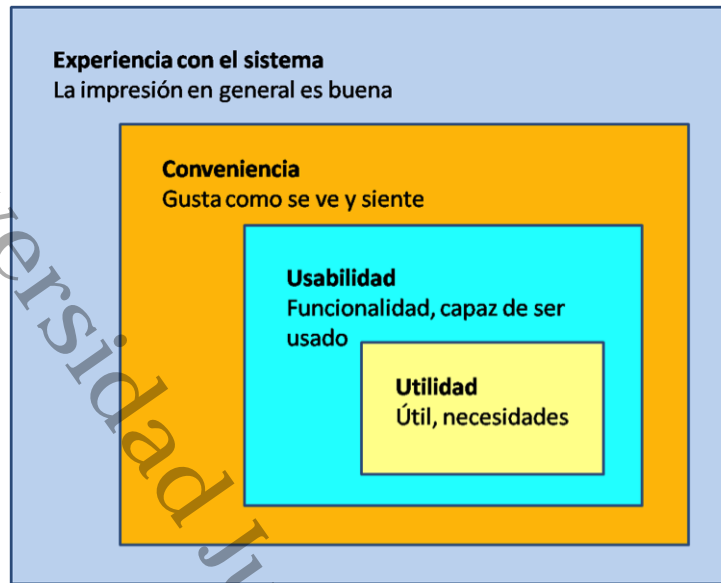 Experiencia con el sistema
La impresión en general es buena
Conveniencia
Gusta como se ve y siente
Usabilidad
Funcionalidad, capaz de ser
usado
Utilidad
Útil, necesidades